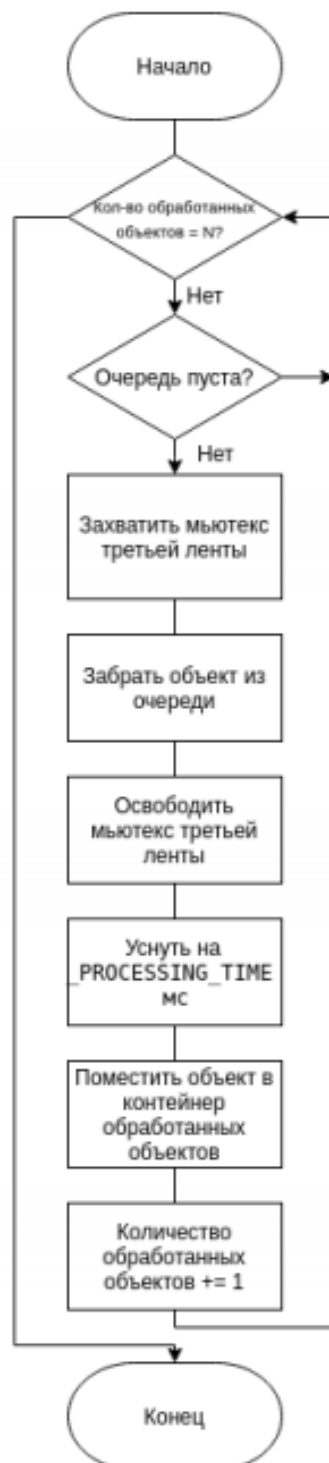 Начало
Кол-во обработанных
объектов = N?
Нет
Очередь пуста?
Нет
Захватить мьютекс
третьей ленты
Забрать объект из
очереди
Освободить
мьютекс третьей
ленты
Уснуть на
_PROCESSING_TIME
мс
Поместить объект в
контейнер
обработанных
объектов
Количество
обработанных
объектов += 1
Конец